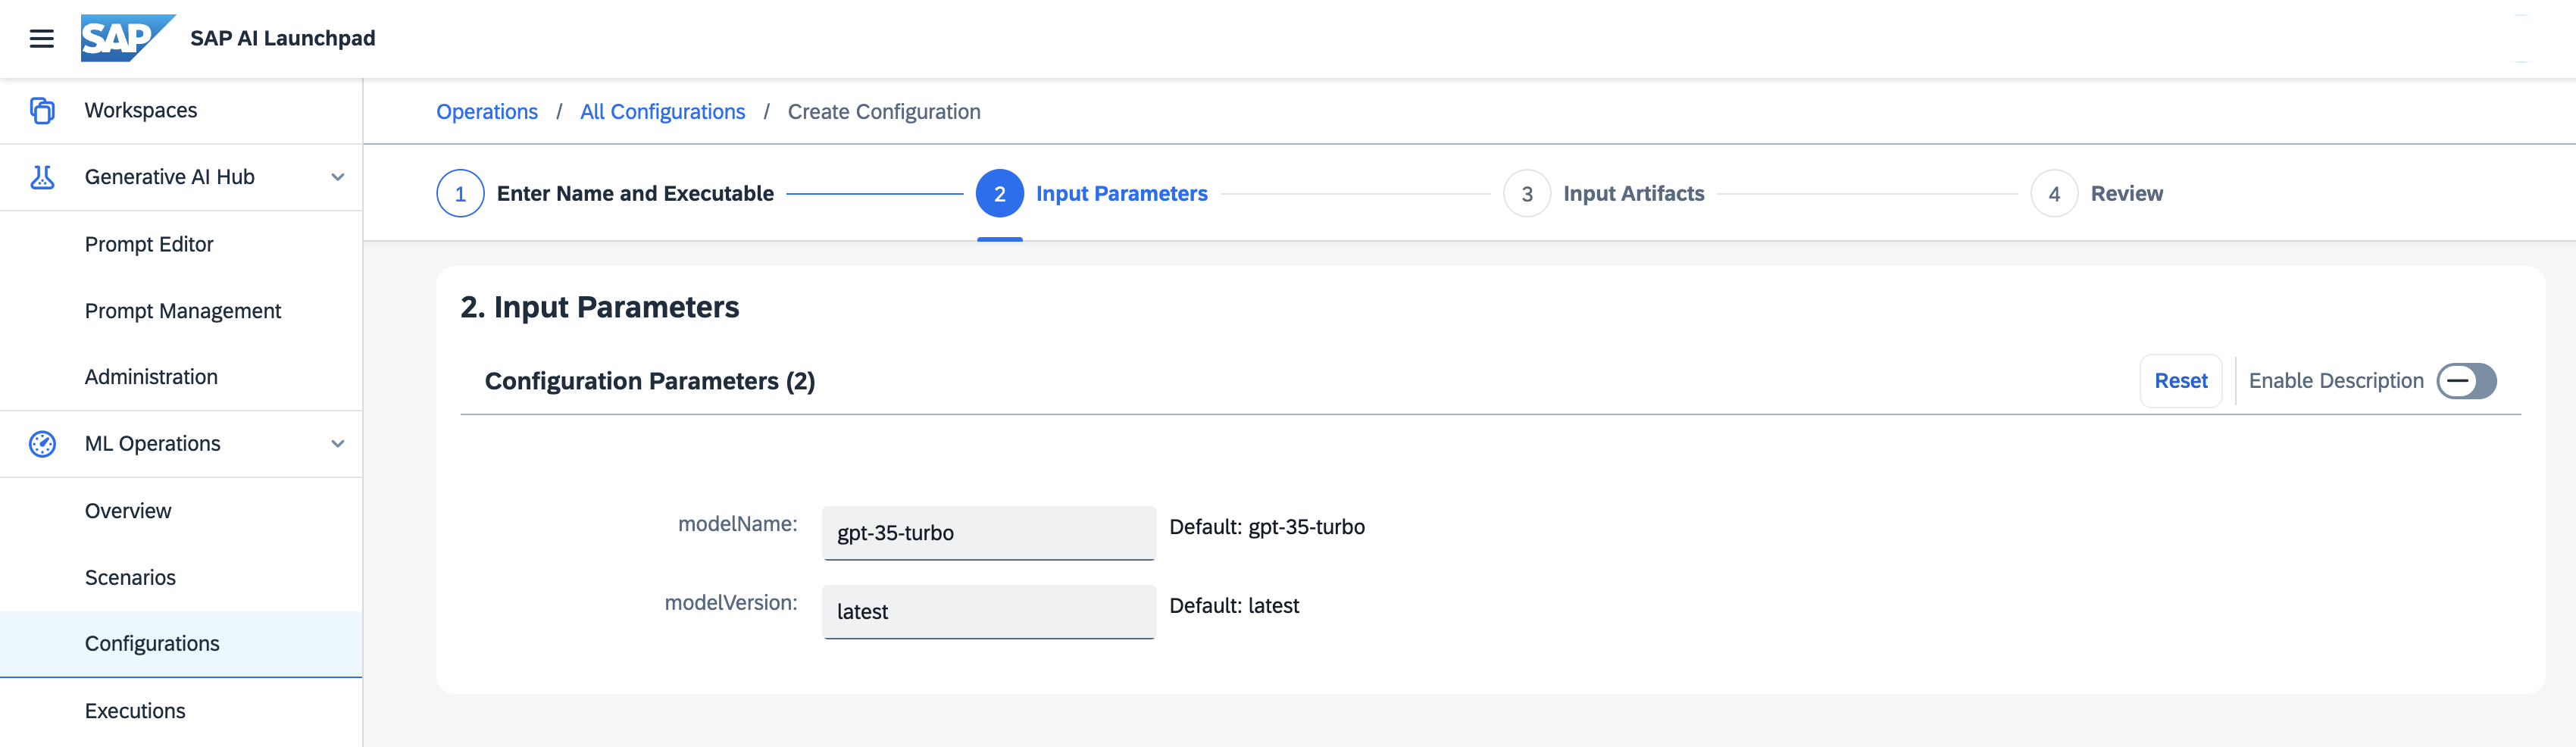 SAP SAP AI Launchpad
Workspaces
Generative AI Hub
Prompt Editor
Prompt Management
Administration
ML Operations
Overview
Scenarios
Configurations
Executions
Operations / All Configurations / Create Configuration
1 Enter Name and Executable 2 Input Parameters 3 Input Artifacts 4 Review
2. Input Parameters
Configuration Parameters (2) Reset Enable Description
modelName: gpt-35-turbo Default: gpt-35-turbo
modelVersion: latest Default: latest